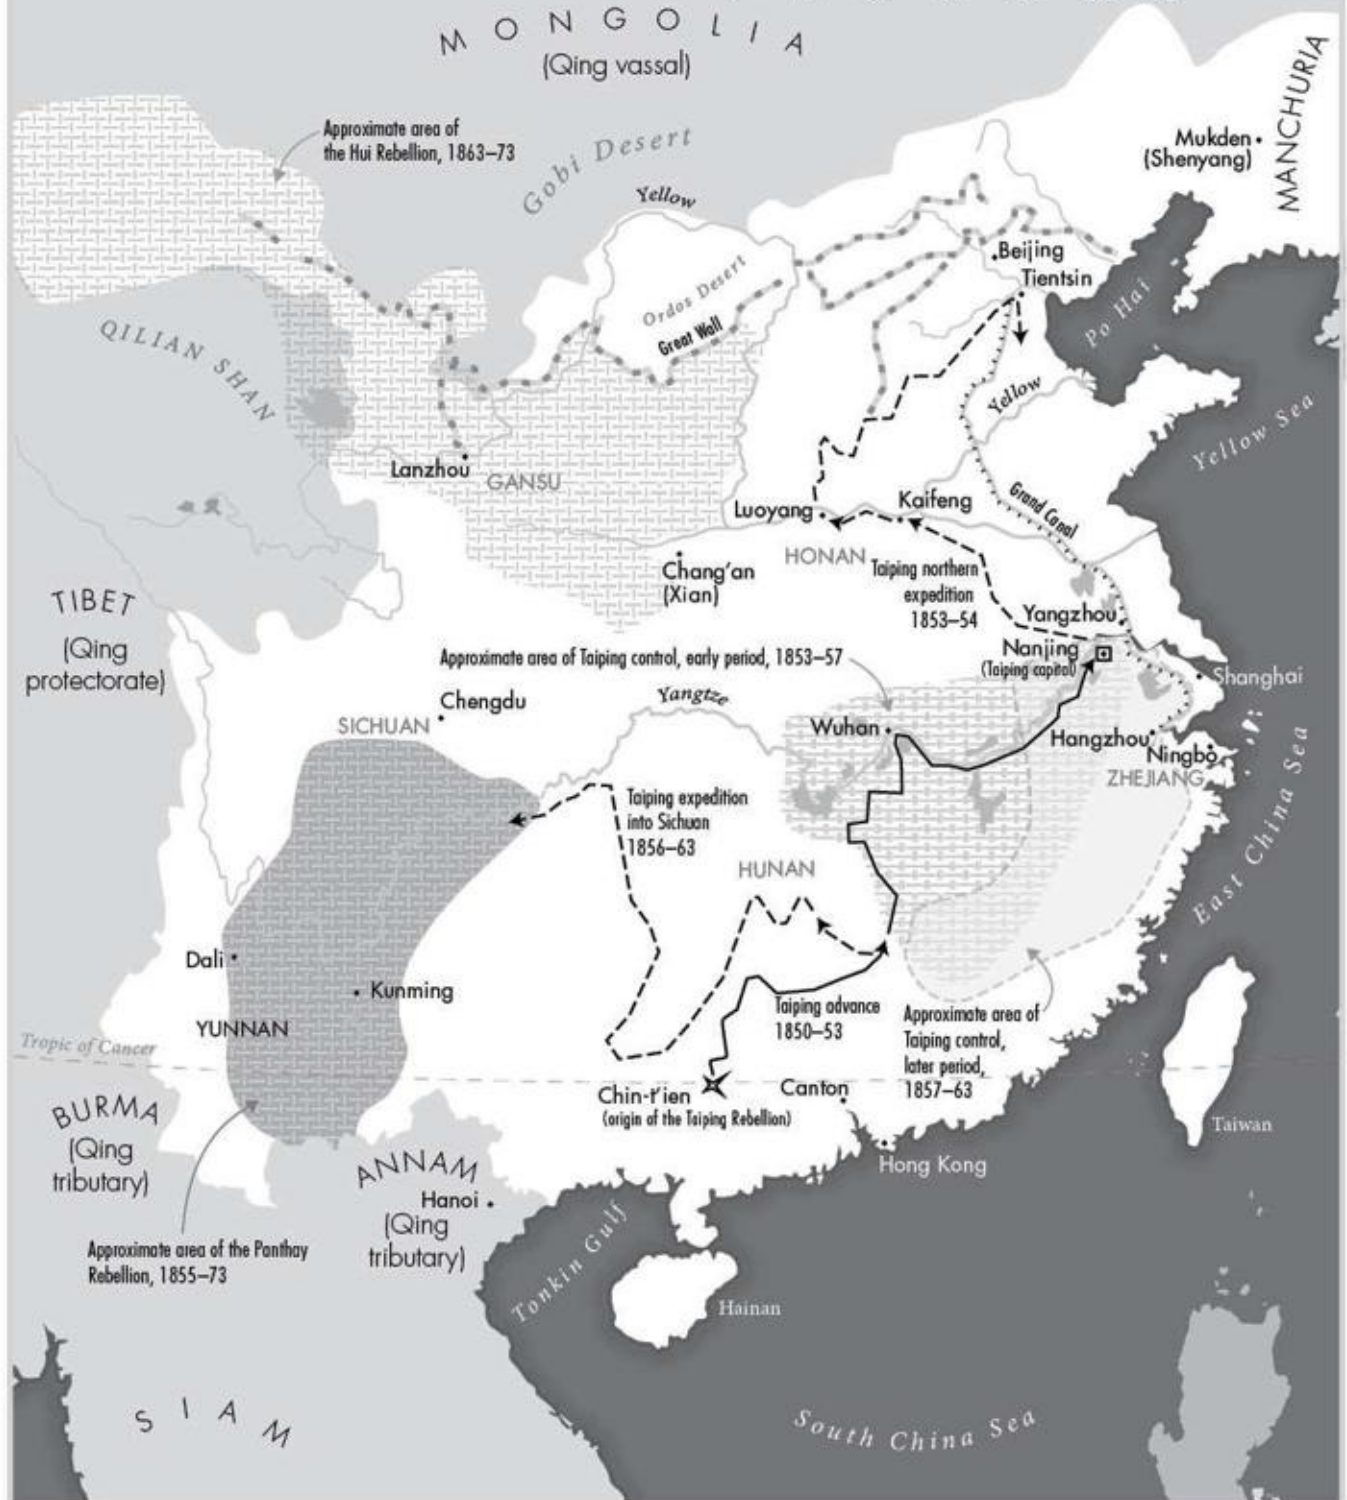 MONGOLIA
(Qing vassal)
MANCHURIA
Approximate area of
the Hui Rebellion, 1863–73
Gobi Desert
Mukden
(Shenyang)
Yellow
Beijing
Tientsin
Ordos Desert
Great Wall
Po Hai
QILIAN SHAN
Yellow
Yellow Sea
Lanzhou
GANSU
Luoyang
Kaifeng
Grand Canal
HONAN
Chang'an
(Xian)
Taiping northern
expedition
1853–54
TIBET
(Qing
protectorate)
Yangzhou
Nanjing
(Taiping capital)
Approximate area of Taiping control, early period, 1853–57
Shanghai
Chengdu
Yangtze
SICHUAN
Wuhan
Hangzhou
Ningbo
ZHEJIANG
Taiping expedition
into Sichuan
1856–63
HUNAN
East China Sea
Dali
Kunming
YUNNAN
Taiping advance
1850–53
Approximate area of
Taiping control,
later period,
1857–63
Tropic of Cancer
Chin-t'ien
(origin of the Taiping Rebellion)
Canton
BURMA
(Qing
tributary)
Taiwan
ANNAM
Hanoi
(Qing
tributary)
Hong Kong
Approximate area of the Panthay
Rebellion, 1855–73
Tonkin Gulf
Hainan
SIAM
South China Sea